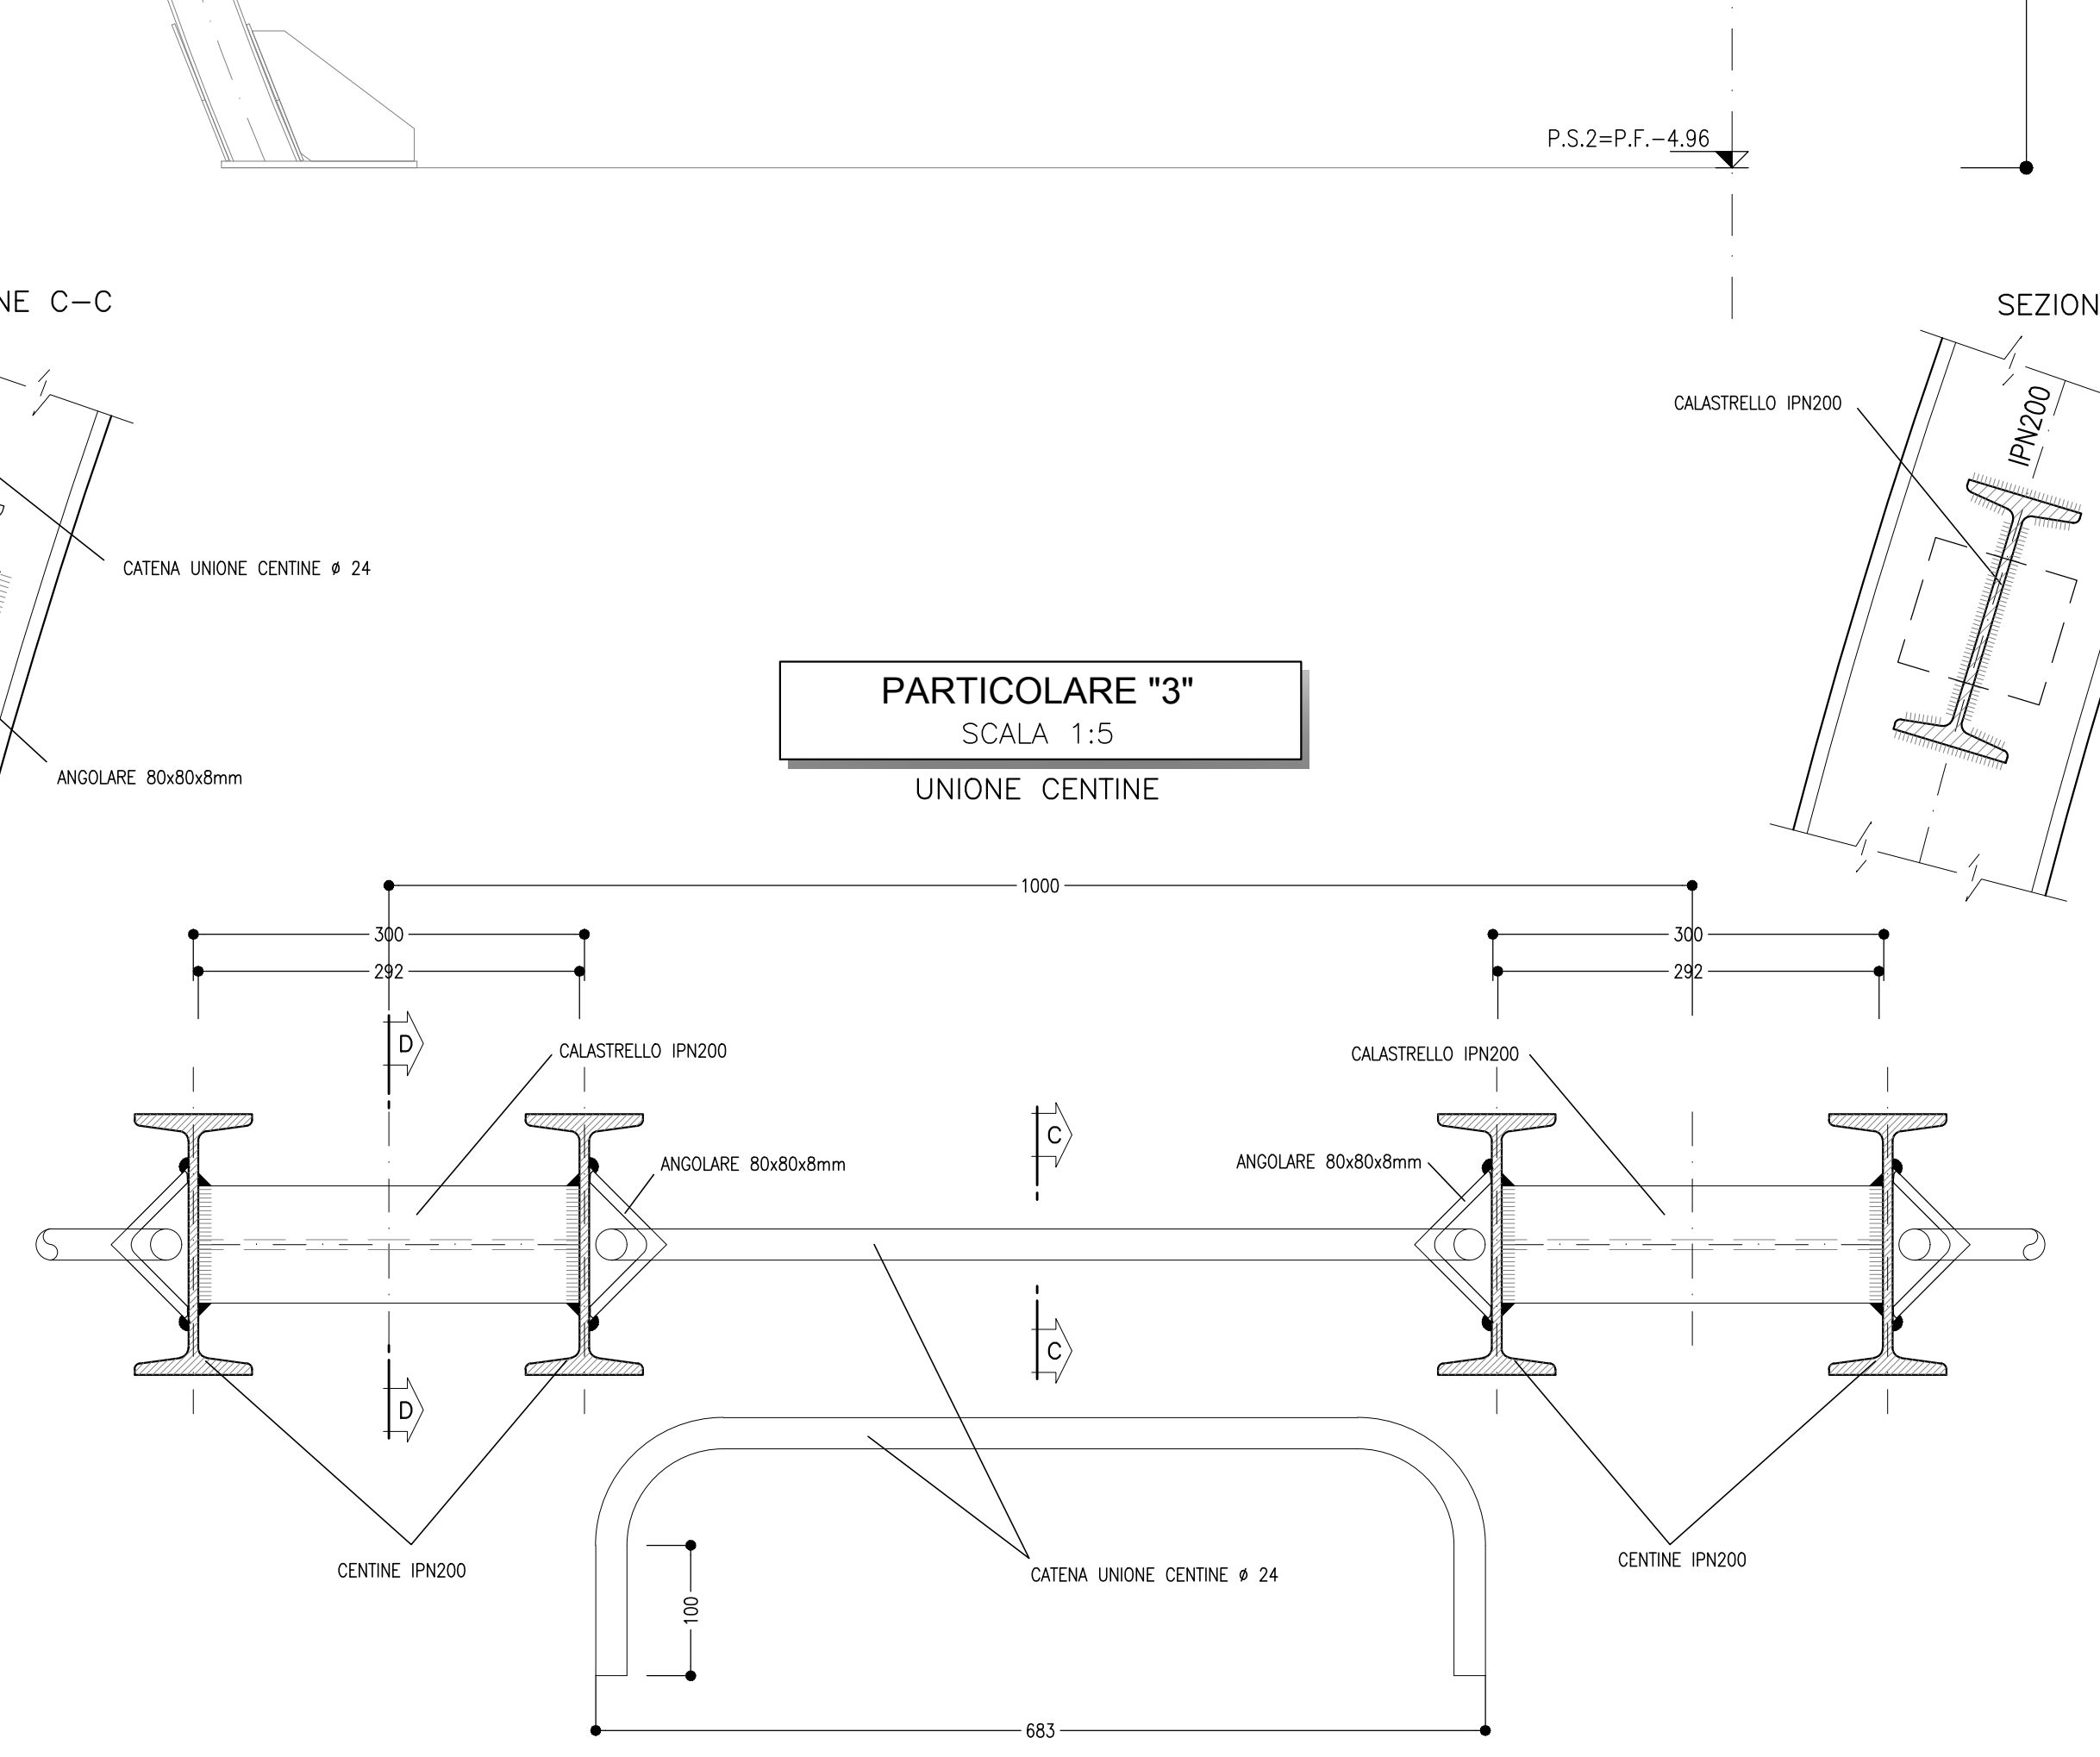 P.S.2=P.F.-4.96
NE C-C
SEZION
CALASTRELLO IPN200
IPN200
CATENA UNIONE CENTINE ø 24
PARTICOLARE "3"
SCALA 1:5
ANGOLARE 80x80x8mm
UNIONE CENTINE
1000
300
300
292
292
D
CALASTRELLO IPN200
CALASTRELLO IPN200
C
ANGOLARE 80x80x8mm
ANGOLARE 80x80x8mm
C
D
CENTINE IPN200
CATENA UNIONE CENTINE ø 24
CENTINE IPN200
100
683